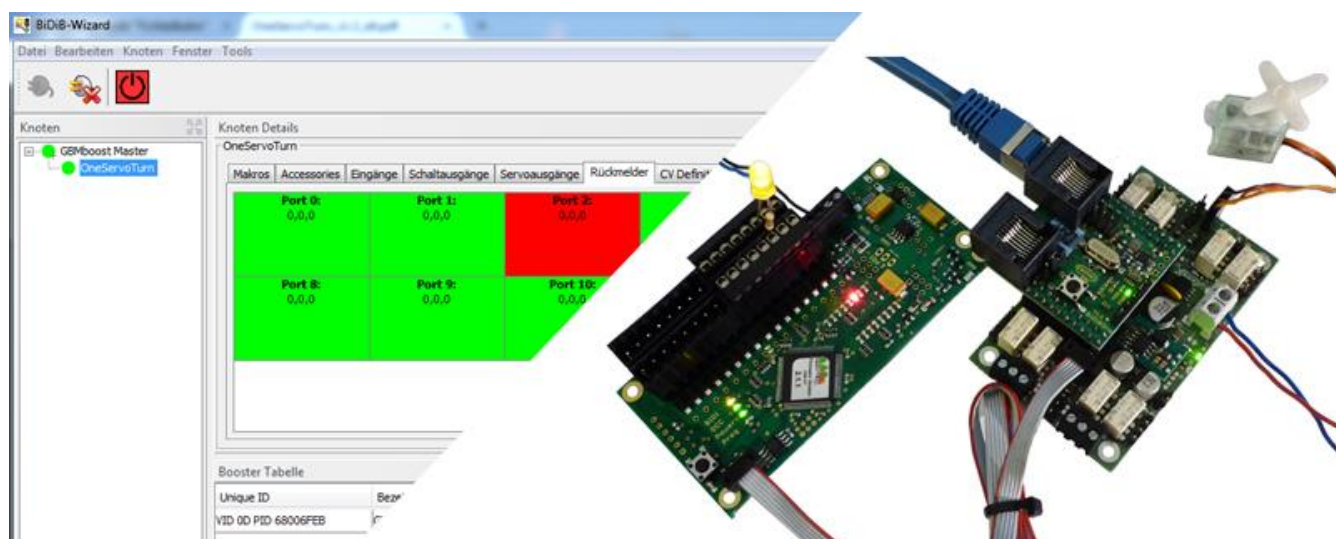 BiDiB-Wizard
Datei Bearbeiten Knoten Fenster Tools
Knoten
GBMboost Master
OneServoTurn
Knoten Details
OneServoTurn
Makros Accessories Eingänge Schaltausgänge Servoausgänge Rückmelder CV Defini
Port 0:
0,0,0
Port 1:
0,0,0
Port 2:
0,0,0
Port 8:
0,0,0
Port 9:
0,0,0
Port 10:
0,0,0
Booster Tabelle
Unique ID Beze
VID 0D PID 68006FEB